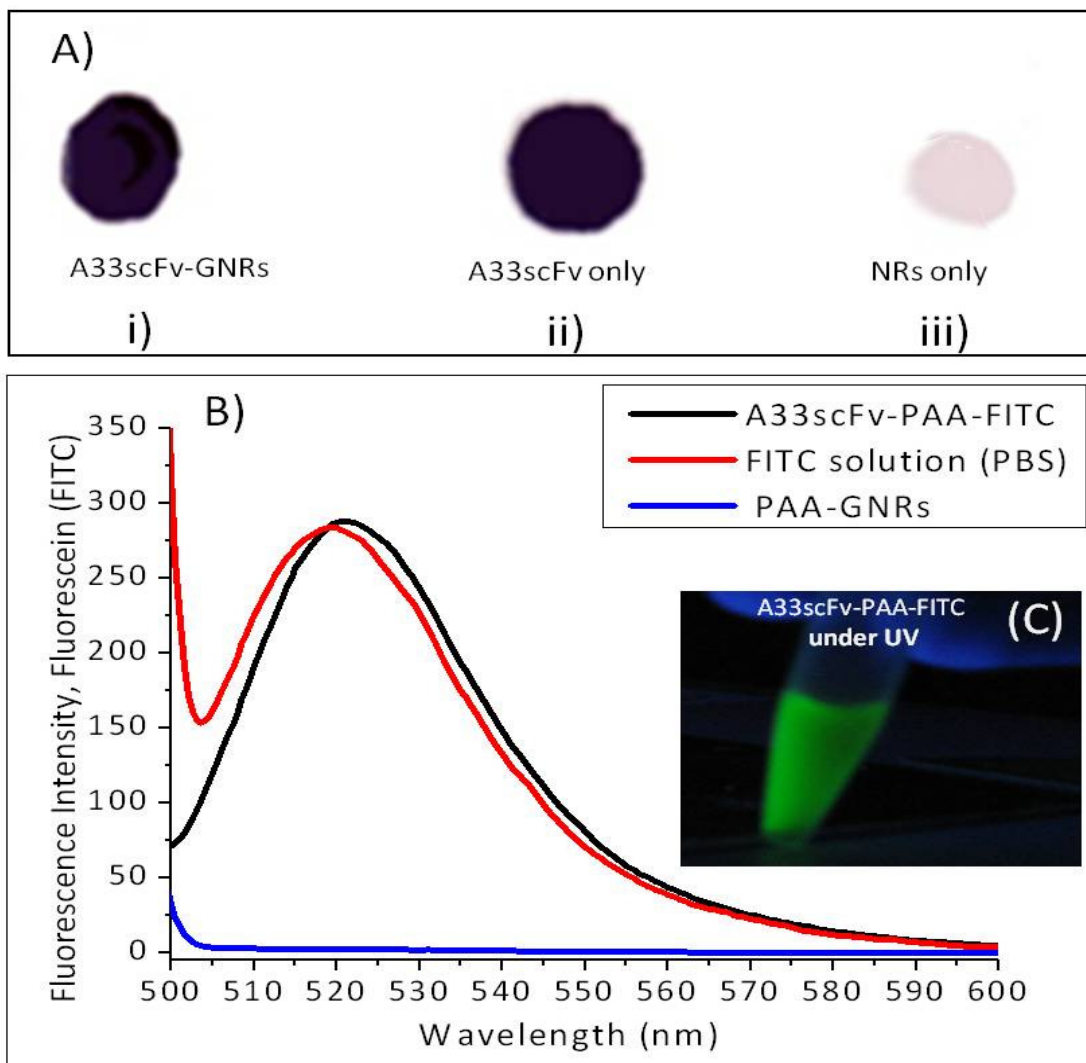 A)
A33scFv-GNRs
A33scFv only
NRs only
i)
ii)
iii)
B)
A33scFv-PAA-FITC
FITC solution (PBS)
PAA-GNRs
Fluorescence Intensity, Fluorescein (FITC)
350
300
250
200
150
100
50
0
A33scFv-PAA-FITC
under UV
(C)
500 510 520 530 540 550 560 570 580 590 600
Wavelength (nm)